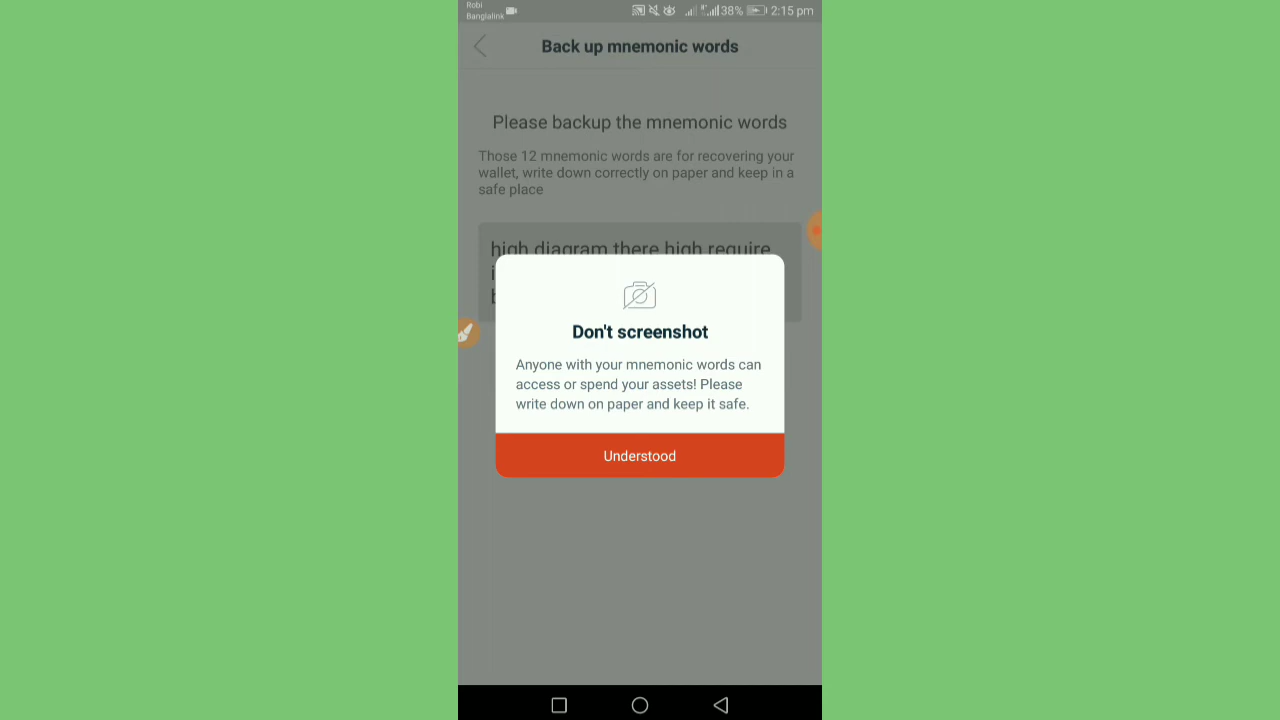 Robi
Banglalink
38%
2:15 pm
Back up mnemonic words
Please backup the mnemonic words
Those 12 mnemonic words are for recovering your
wallet, write down correctly on paper and keep in a
safe place
high diagram there high require
Don't screenshot
Anyone with your mnemonic words can
access or spend your assets! Please
write down on paper and keep it safe.
Understood